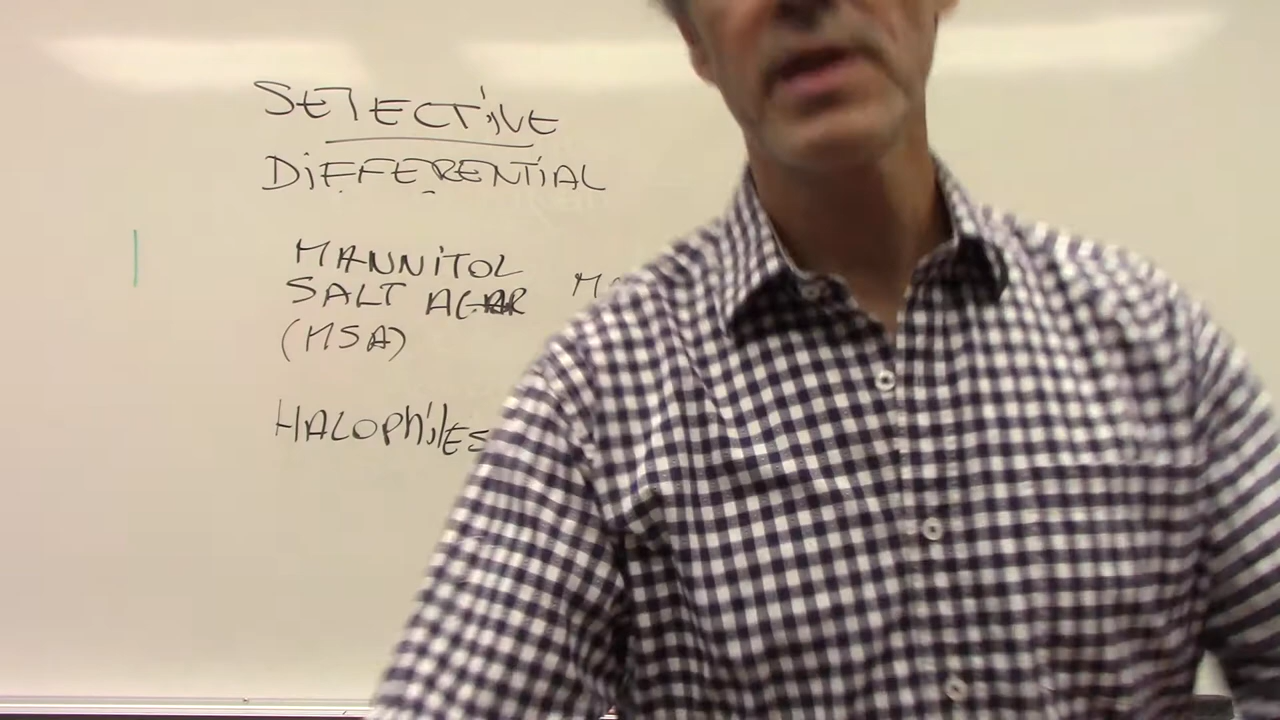 SELECTIVE
DIFFERENTIAL
MANNITOL
SALT AGAR
(MSA)
HALOPHILES